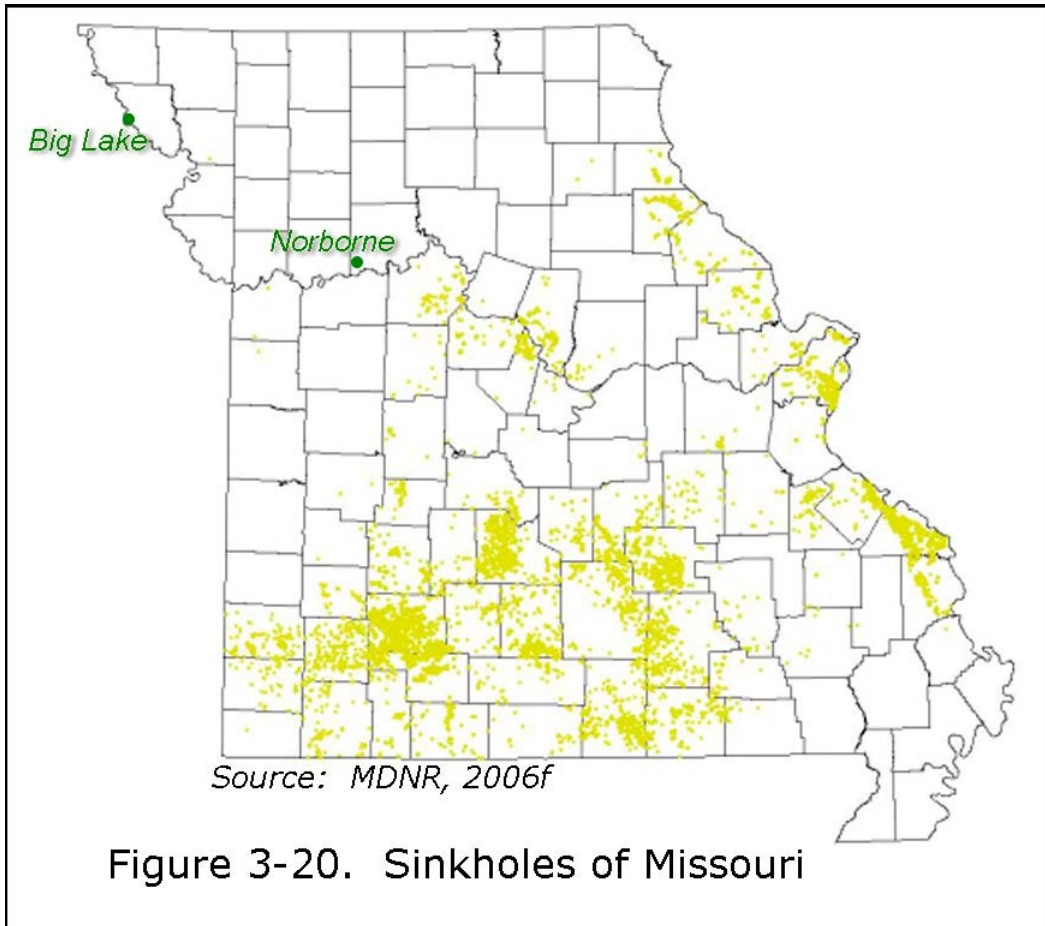 Big Lake
Norborne
Source:  MDNR, 2006f
Figure 3-20.  Sinkholes of Missouri